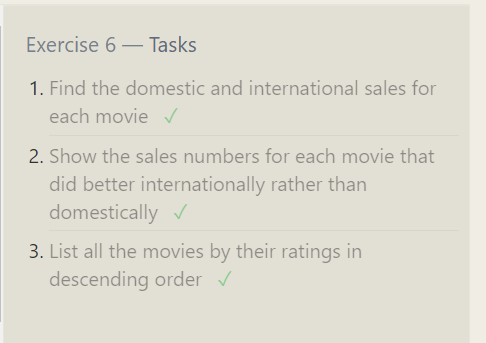 Exercise 6 — Tasks
1. Find the domestic and international sales for
each movie ✓
2. Show the sales numbers for each movie that
did better internationally rather than
domestically ✓
3. List all the movies by their ratings in
descending order ✓